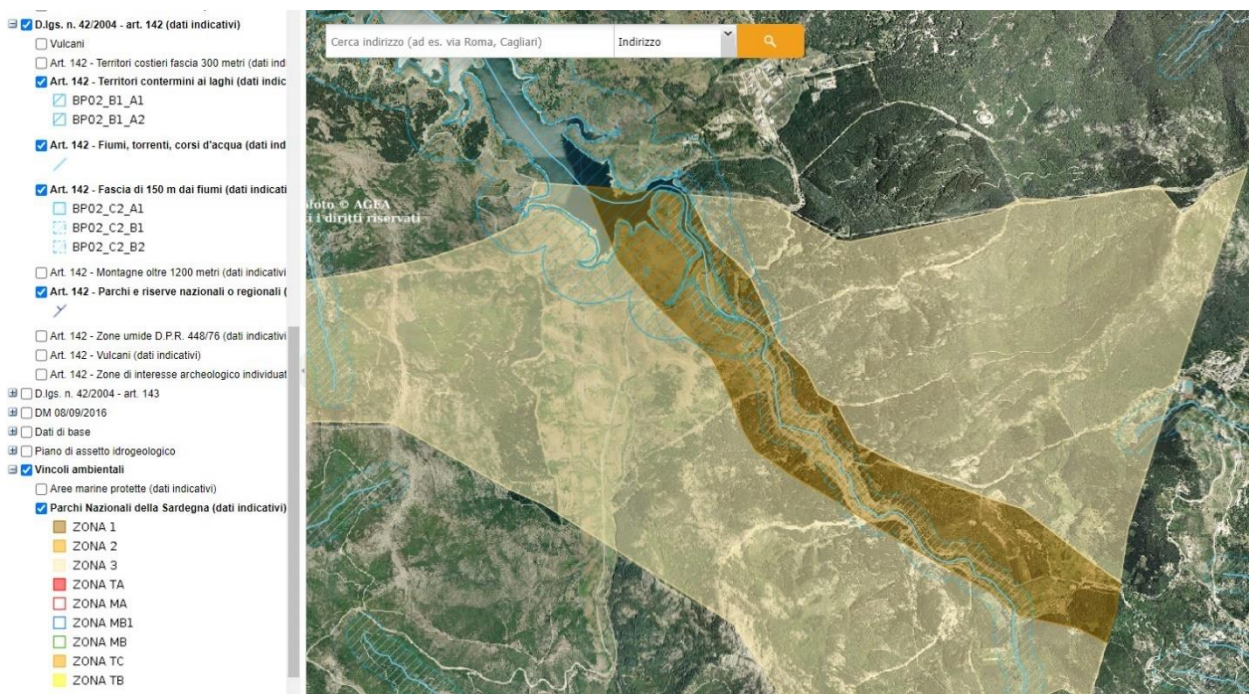 D.lgs. n. 42/2004 - art. 142 (dati indicativi)
Vulcani
Art. 142 - Territori costieri fascia 300 metri (dati ind
Art. 142 - Territori contermini ai laghi (dati indic
BP02_B1_A1
BP02_B1_A2
Art. 142 - Fiumi, torrenti, corsi d'acqua (dati ind
Art. 142 - Fascia di 150 m dai fiumi (dati indicati
BP02_C2_A1
BP02_C2_B1
BP02_C2_B2
Art. 142 - Montagne oltre 1200 metri (dati indicativi
Art. 142 - Parchi e riserve nazionali o regionali (
Art. 142 - Zone umide D.P.R. 448/76 (dati indicativi
Art. 142 - Vulcani (dati indicativi)
Art. 142 - Zone di interesse archeologico individuat
D.lgs. n. 42/2004 - art. 143
DM 08/09/2016
Dati di base
Piano di assetto idrogeologico
Vincoli ambientali
Aree marine protette (dati indicativi)
Parchi Nazionali della Sardegna (dati indicativi)
ZONA 1
ZONA 2
ZONA 3
ZONA TA
ZONA MA
ZONA MB1
ZONA MB
ZONA TC
ZONA TB
Cerca indirizzo (ad es. via Roma, Cagliari)
Indirizzo
ofoto © AGEA
ti i diritti riservati